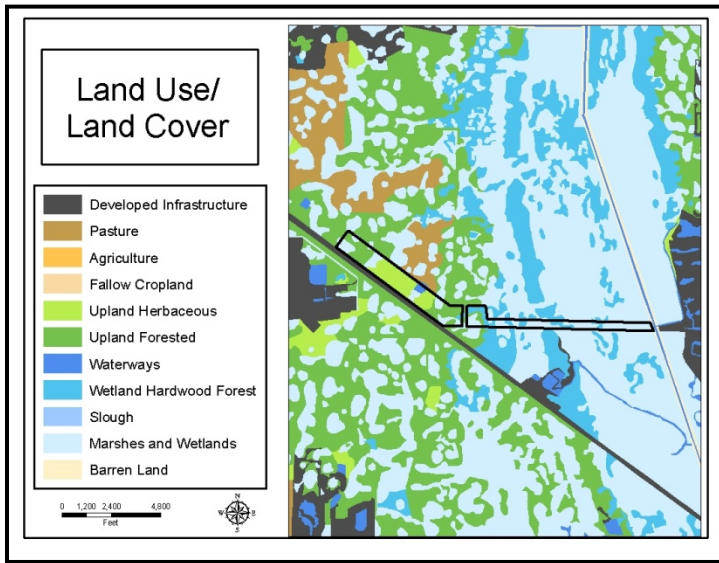 Land Use/
Land Cover
Developed Infrastructure
Pasture
Agriculture
Fallow Cropland
Upland Herbaceous
Upland Forested
Waterways
Wetland Hardwood Forest
Slough
Marshes and Wetlands
Barren Land
0 1,200 2,400 4,800
Feet
N
W E
S